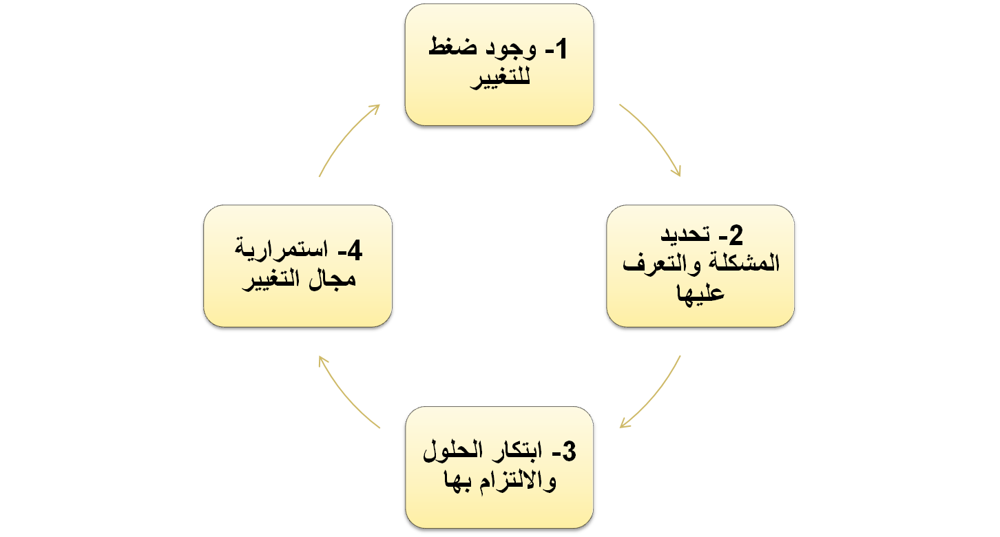 1- وجود ضغط
للتغيير
2- تحديد
المشكلة والتعرف
عليها
3- ابتكار الحلول
والالتزام بها
4- استمرارية
مجال التغيير